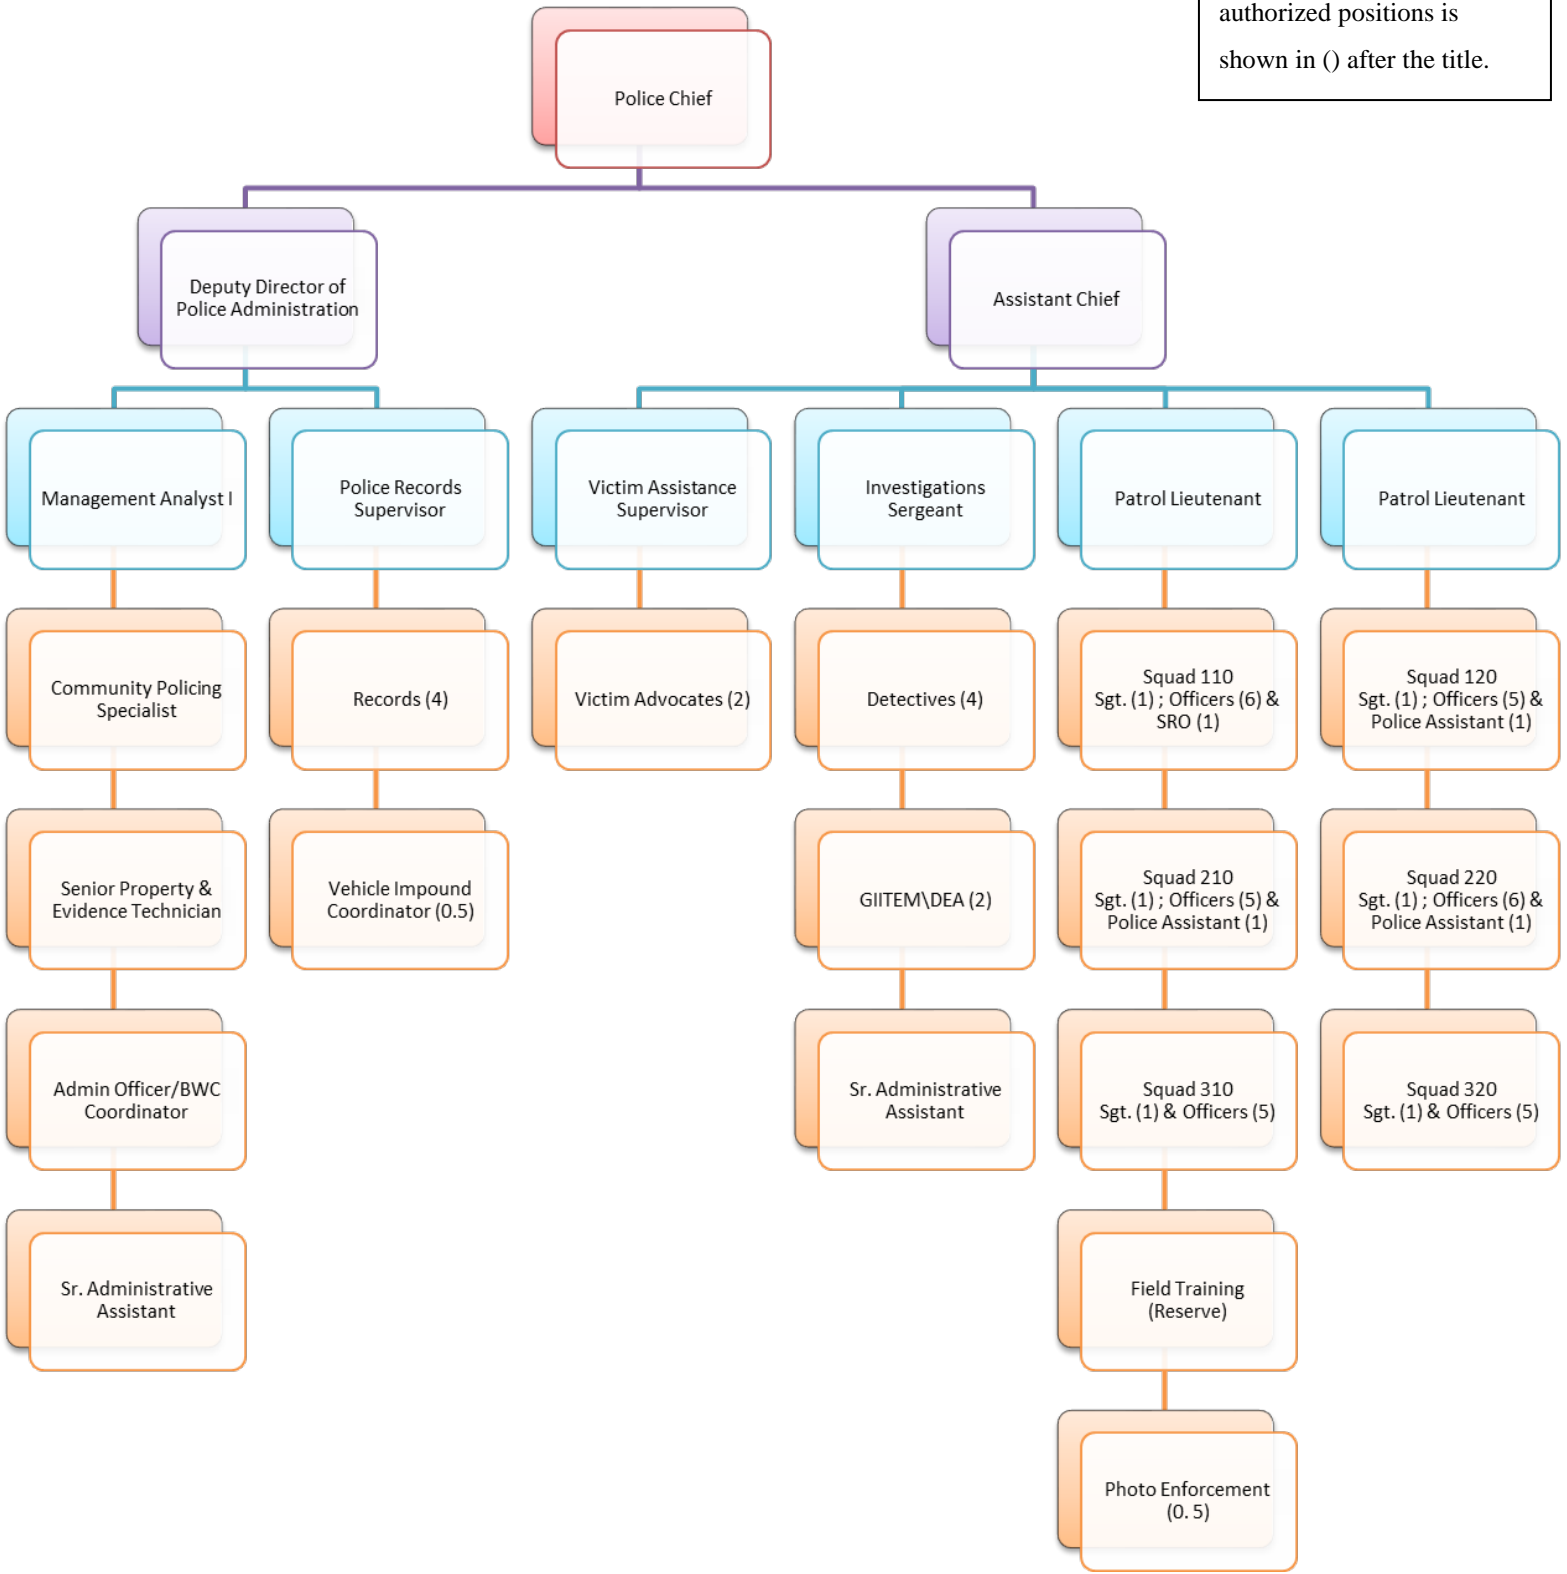 authorized positions is
shown in () after the title.
Police Chief
Deputy Director of
Police Administration
Assistant Chief
Management Analyst I
Police Records
Supervisor
Victim Assistance
Supervisor
Investigations
Sergeant
Patrol Lieutenant
Patrol Lieutenant
Community Policing
Specialist
Records (4)
Victim Advocates (2)
Detectives (4)
Squad 110
Sgt. (1) ; Officers (6) &
SRO (1)
Squad 120
Sgt. (1) ; Officers (5) &
Police Assistant (1)
Senior Property &
Evidence Technician
Vehicle Impound
Coordinator (0.5)
GIITEM\DEA (2)
Squad 210
Sgt. (1) ; Officers (5) &
Police Assistant (1)
Squad 220
Sgt. (1) ; Officers (6) &
Police Assistant (1)
Admin Officer/BWC
Coordinator
Sr. Administrative
Assistant
Squad 310
Sgt. (1) & Officers (5)
Squad 320
Sgt. (1) & Officers (5)
Sr. Administrative
Assistant
Field Training
(Reserve)
Photo Enforcement
(0. 5)